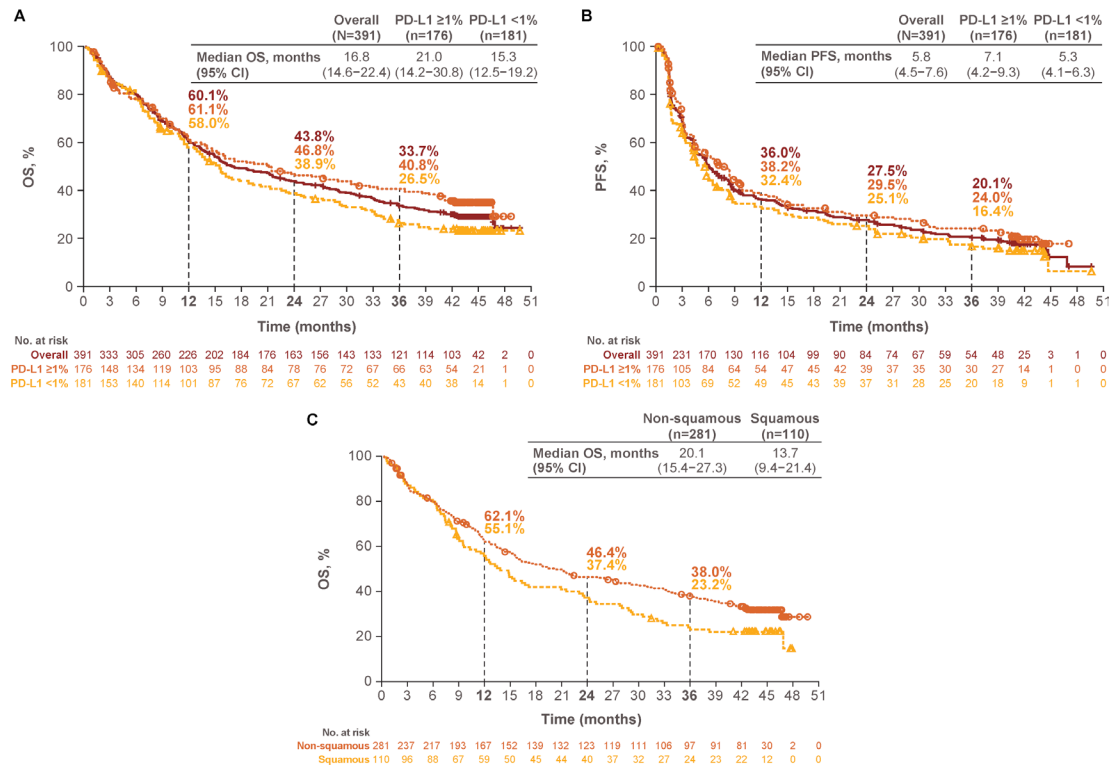 A
Overall PD-L1 ≥1% PD-L1 <1%
(N=391) (n=176) (n=181)
Median OS, months 16.8 21.0 15.3
(95% CI) (14.6–22.4) (14.2–30.8) (12.5–19.2)
OS, %
100
80
60
40
20
0
60.1%
61.1%
58.0%
43.8%
46.8%
38.9%
33.7%
40.8%
26.5%
0 3 6 9 12 15 18 21 24 27 30 33 36 39 42 45 48 51
Time (months)
No. at risk
Overall 391 333 305 260 226 202 184 176 163 156 143 133 121 114 103 42 2 0
PD-L1 ≥1% 176 148 134 119 103 95 88 84 78 76 72 67 66 63 54 21 1 0
PD-L1 <1% 181 153 140 114 101 87 76 72 67 62 56 52 43 40 38 14 1 0
B
Overall PD-L1 ≥1% PD-L1 <1%
(N=391) (n=176) (n=181)
Median PFS, months 5.8 7.1 5.3
(95% CI) (4.5–7.6) (4.2–9.3) (4.1–6.3)
PFS, %
100
80
60
40
20
0
36.0%
38.2%
32.4%
27.5%
29.5%
25.1%
20.1%
24.0%
16.4%
0 3 6 9 12 15 18 21 24 27 30 33 36 39 42 45 48 51
Time (months)
No. at risk
Overall 391 231 170 130 116 104 99 90 84 74 67 59 54 48 25 3 1 0
PD-L1 ≥1% 176 105 84 64 54 47 45 42 39 37 35 30 30 27 14 1 0 0
PD-L1 <1% 181 103 69 52 49 45 43 39 37 31 28 25 20 18 9 1 1 0
C
Non-squamous Squamous
(n=281) (n=110)
Median OS, months 20.1 13.7
(95% CI) (15.4–27.3) (9.4–21.4)
OS, %
100
80
60
40
20
0
62.1%
55.1%
46.4%
37.4%
38.0%
23.2%
0 3 6 9 12 15 18 21 24 27 30 33 36 39 42 45 48 51
Time (months)
No. at risk
Non-squamous 281 237 217 193 167 152 139 132 123 119 111 106 97 91 81 30 2 0
Squamous 110 96 88 67 59 50 45 44 40 37 32 27 24 23 22 12 0 0